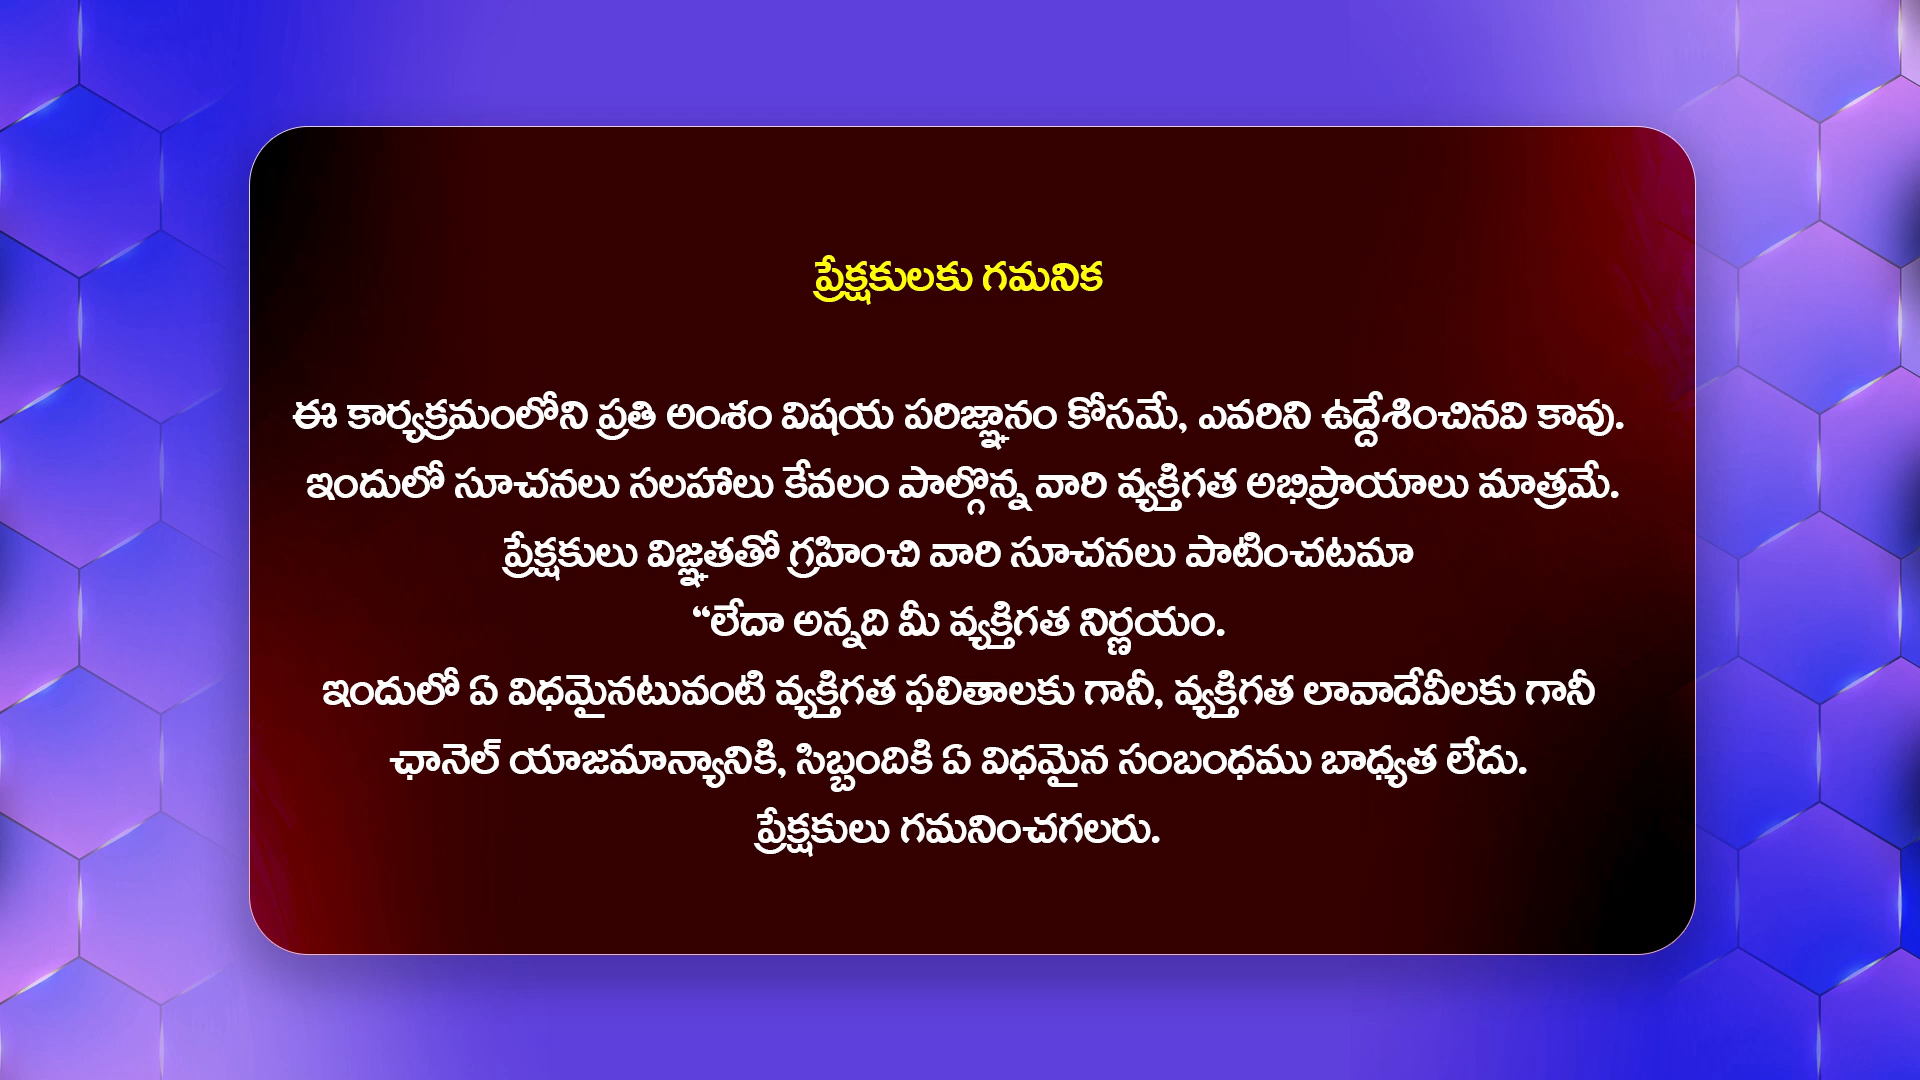 ప్రేక్షకులకు గమనిక
ఈ కార్యక్రమంలోని ప్రతి అంశం విషయ పరిజ్ఞానం కోసమే, ఎవరిని ఉద్దేశించినవి కావు.
ఇందులో సూచనలు సలహాలు కేవలం పాల్గొన్న వారి వ్యక్తిగత అభిప్రాయాలు మాత్రమే.
ప్రేక్షకులు విజ్ఞతతో గ్రహించి వారి సూచనలు పాటించటమా
“లేదా అన్నది మీ వ్యక్తిగత నిర్ణయం.
ఇందులో ఏ విధమైనటువంటి వ్యక్తిగత ఫలితాలకు గానీ, వ్యక్తిగత లావాదేవీలకు గానీ
ఛానెల్ యాజమాన్యానికి, సిబ్బందికి ఏ విధమైన సంబంధము బాధ్యత లేదు.
ప్రేక్షకులు గమనించగలరు.